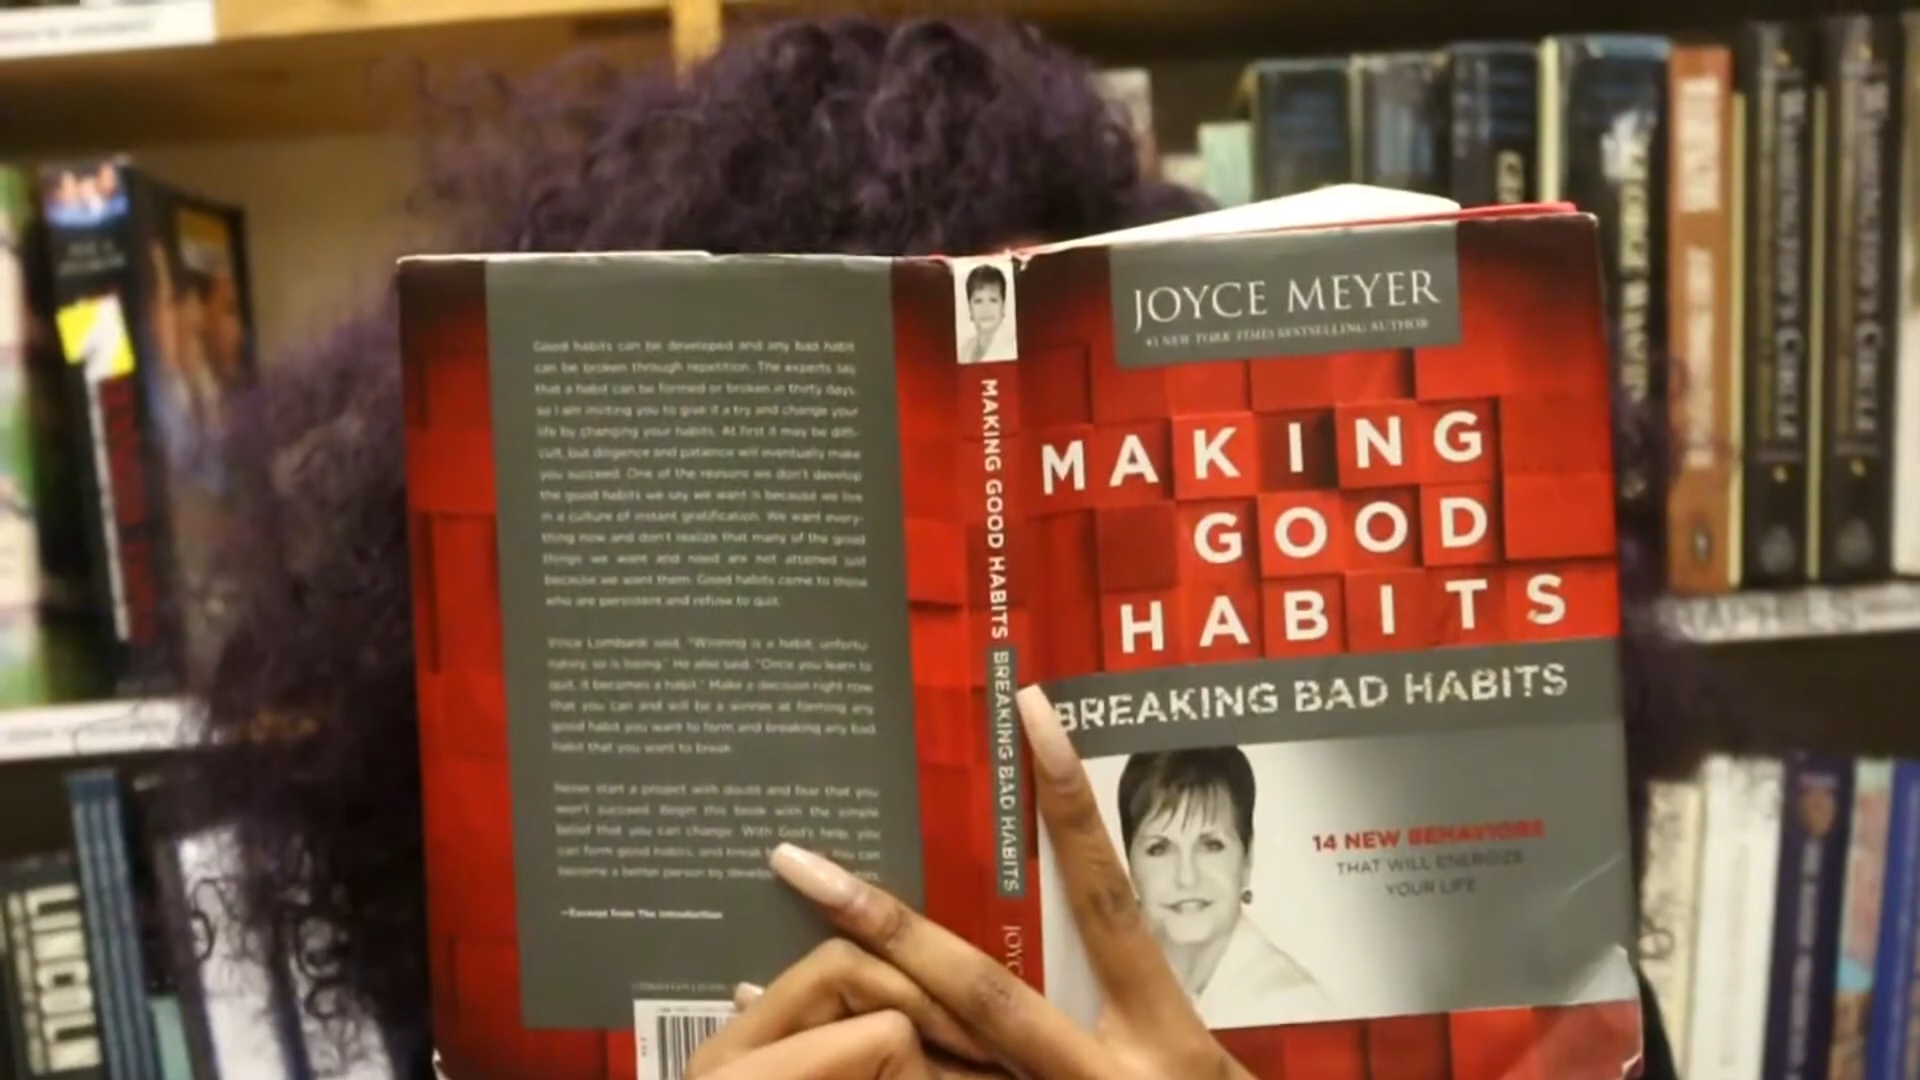 Good habits can be developed and any bad habit
can be broken through repetition. The experts say
that a habit can be formed or broken in thirty days,
so I am inviting you to give it a try and change your
life by changing your habits. At first it may be diffi-
cult, but diligence and patience will eventually make
you succeed. One of the reasons we don't develop
the good habits we say we want is because we live
in a culture of instant gratification. We want every-
thing now and don't realize that many of the good
things we want and need are not attained just
because we want them. Good habits come to those
who are persistent and refuse to quit.
Vince Lombardi said, "Winning is a habit, unfortu-
nately, so is losing." He also said, "Once you learn to
quit, it becomes a habit." Make a decision right now
that you can and will be a winner at forming any
good habit you want to form and breaking any bad
habit that you want to break.
Never start a project with doubt and fear that you
won't succeed. Begin this book with the simple
belief that you can change. With God's help, you
can form good habits, and break You can
become a better person by
—Excerpt from The Introduction
MAKING GOOD HABITS BREAKING BAD HABITS
JOYC
JOYCE MEYER
#1 NEW YORK TIMES BESTSELLING AUTHOR
MAKING
GOOD
HABITS
BREAKING BAD HABITS
14 NEW BEHAVIORS
THAT WILL ENERGIZE
YOUR LIFE